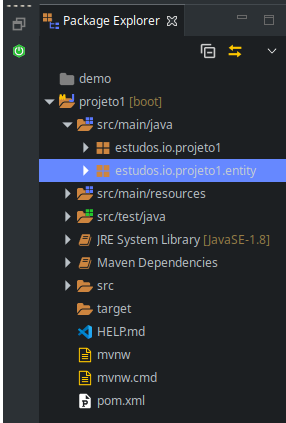 Package Explorer
demo
projeto1 [boot]
src/main/java
estudos.io.projeto1
estudos.io.projeto1.entity
src/main/resources
src/test/java
JRE System Library [JavaSE-1.8]
Maven Dependencies
src
target
HELP.md
mvnw
mvnw.cmd
pom.xml